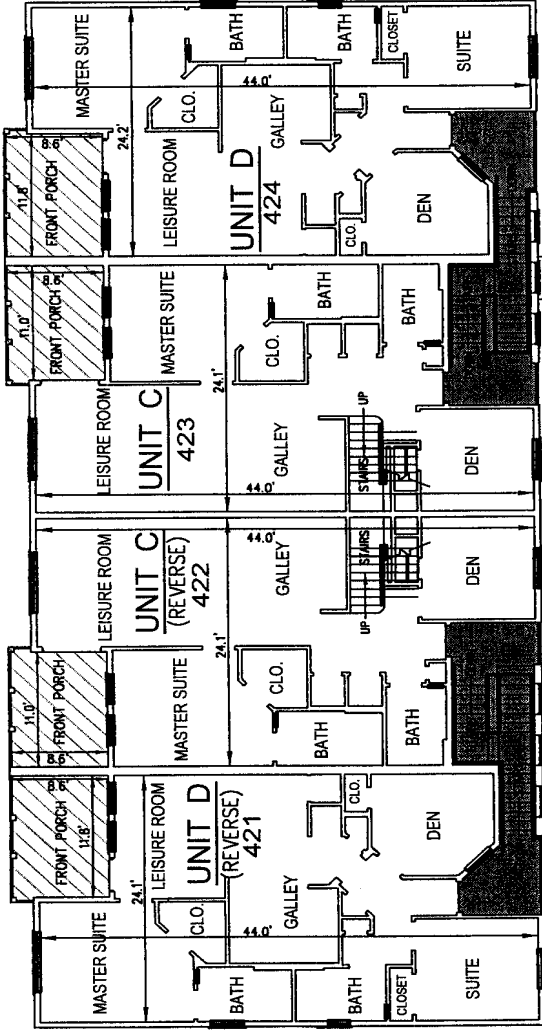 MASTER SUITE
BATH
BATH
CLOSET
SUITE
44.0'
CLO.
24.2'
8.6'
11.8'
FRONT PORCH
LEISURE ROOM
GALLEY
UNIT D
424
CLO.
DEN
8.6'
FRONT PORCH
11.0'
MASTER SUITE
BATH
BATH
CLO.
24.1'
LEISURE ROOM
UNIT C
423
GALLEY
UP
STAIRS
DEN
44.0'
44.0'
LEISURE ROOM
UNIT C
(REVERSE)
422
GALLEY
STAIRS
UP
DEN
24.1'
11.0'
FRONT PORCH
8.6'
MASTER SUITE
CLO.
BATH
BATH
8.6'
FRONT PORCH
11.8'
24.1'
LEISURE ROOM
UNIT D
(REVERSE)
421
CLO.
DEN
GALLEY
MASTER SUITE
CLO.
44.0'
BATH
BATH
CLOSET
SUITE